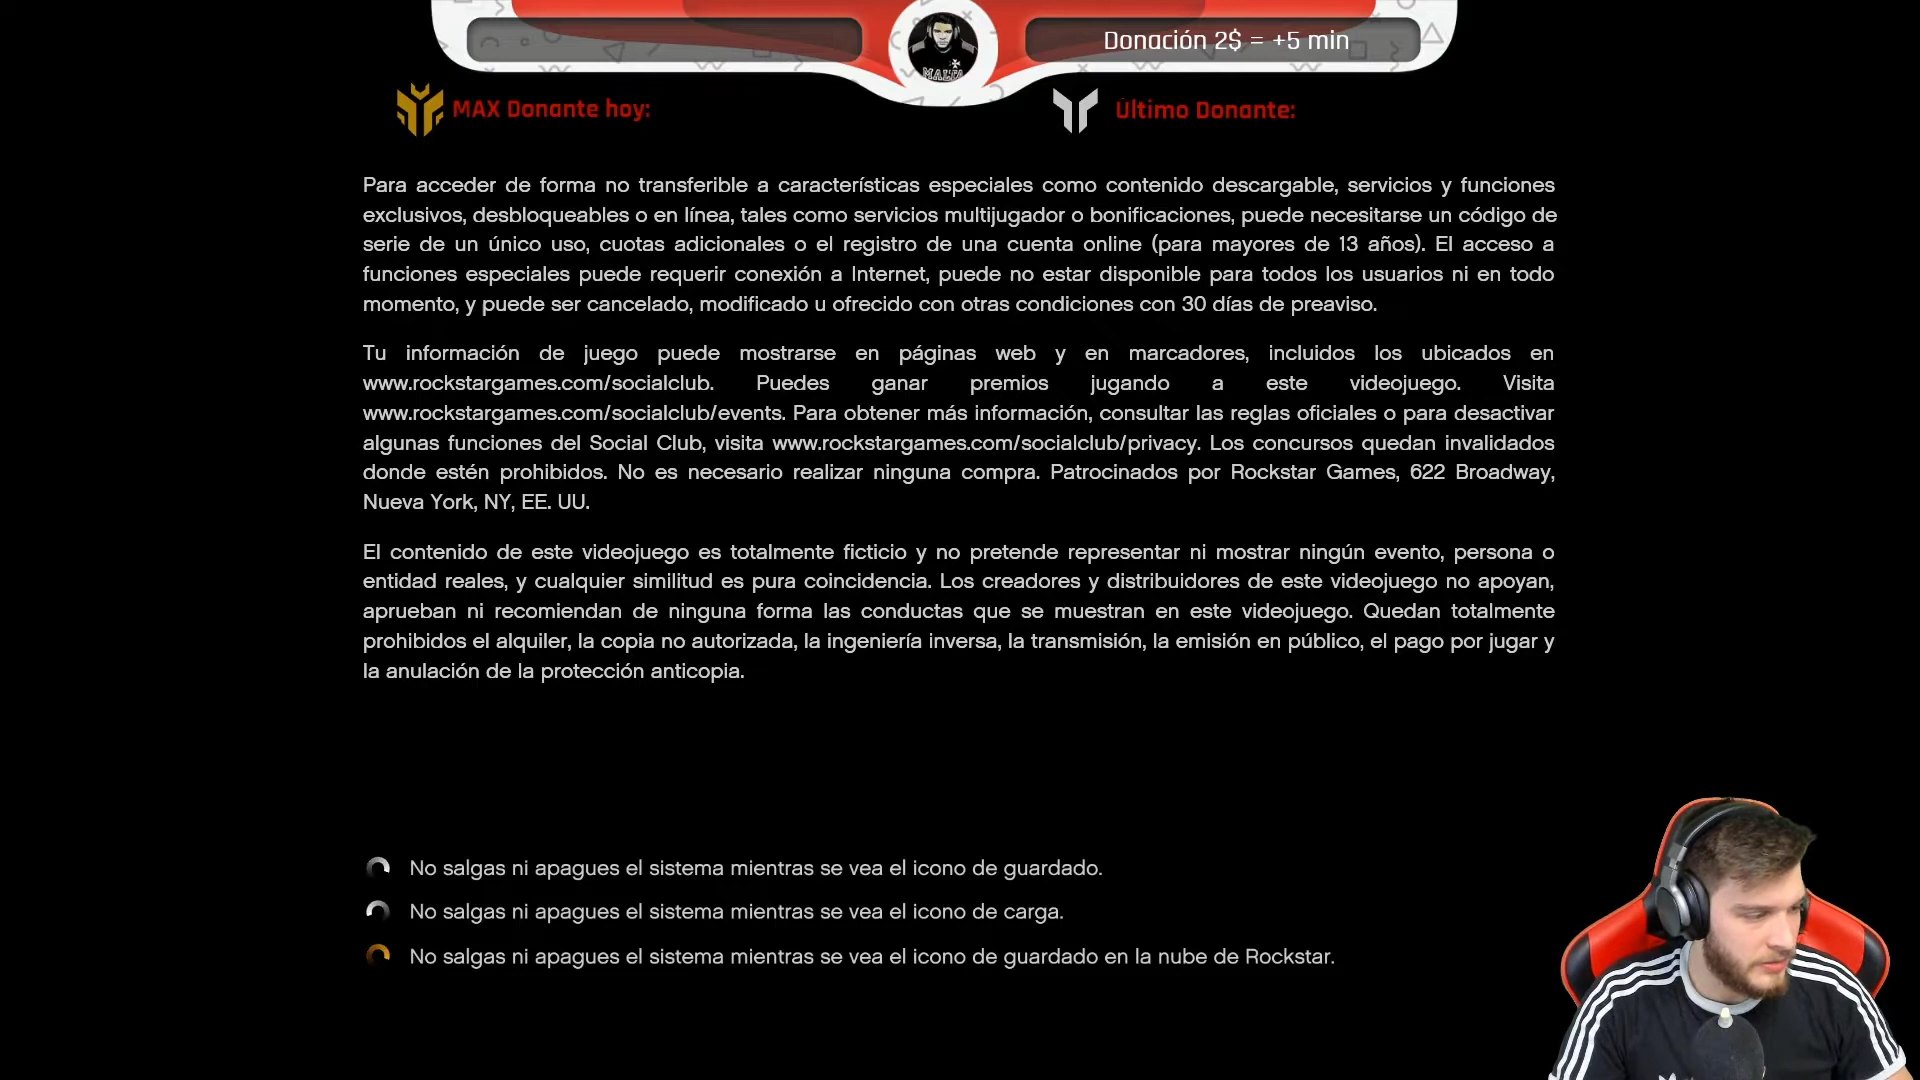 Donación 2$ = +5 min
MALTA
MAX Donante hoy:
Último Donante:
Para acceder de forma no transferible a características especiales como contenido descargable, servicios y funciones
exclusivos, desbloqueables o en línea, tales como servicios multijugador o bonificaciones, puede necesitarse un código de
serie de un único uso, cuotas adicionales o el registro de una cuenta online (para mayores de 13 años). El acceso a
funciones especiales puede requerir conexión a Internet, puede no estar disponible para todos los usuarios ni en todo
momento, y puede ser cancelado, modificado u ofrecido con otras condiciones con 30 días de preaviso.
Tu información de juego puede mostrarse en páginas web y en marcadores, incluidos los ubicados en
www.rockstargames.com/socialclub. Puedes ganar premios jugando a este videojuego. Visita
www.rockstargames.com/socialclub/events. Para obtener más información, consultar las reglas oficiales o para desactivar
algunas funciones del Social Club, visita www.rockstargames.com/socialclub/privacy. Los concursos quedan invalidados
donde estén prohibidos. No es necesario realizar ninguna compra. Patrocinados por Rockstar Games, 622 Broadway,
Nueva York, NY, EE. UU.
El contenido de este videojuego es totalmente ficticio y no pretende representar ni mostrar ningún evento, persona o
entidad reales, y cualquier similitud es pura coincidencia. Los creadores y distribuidores de este videojuego no apoyan,
aprueban ni recomiendan de ninguna forma las conductas que se muestran en este videojuego. Quedan totalmente
prohibidos el alquiler, la copia no autorizada, la ingeniería inversa, la transmisión, la emisión en público, el pago por jugar y
la anulación de la protección anticopia.
No salgas ni apagues el sistema mientras se vea el icono de guardado.
No salgas ni apagues el sistema mientras se vea el icono de carga.
No salgas ni apagues el sistema mientras se vea el icono de guardado en la nube de Rockstar.